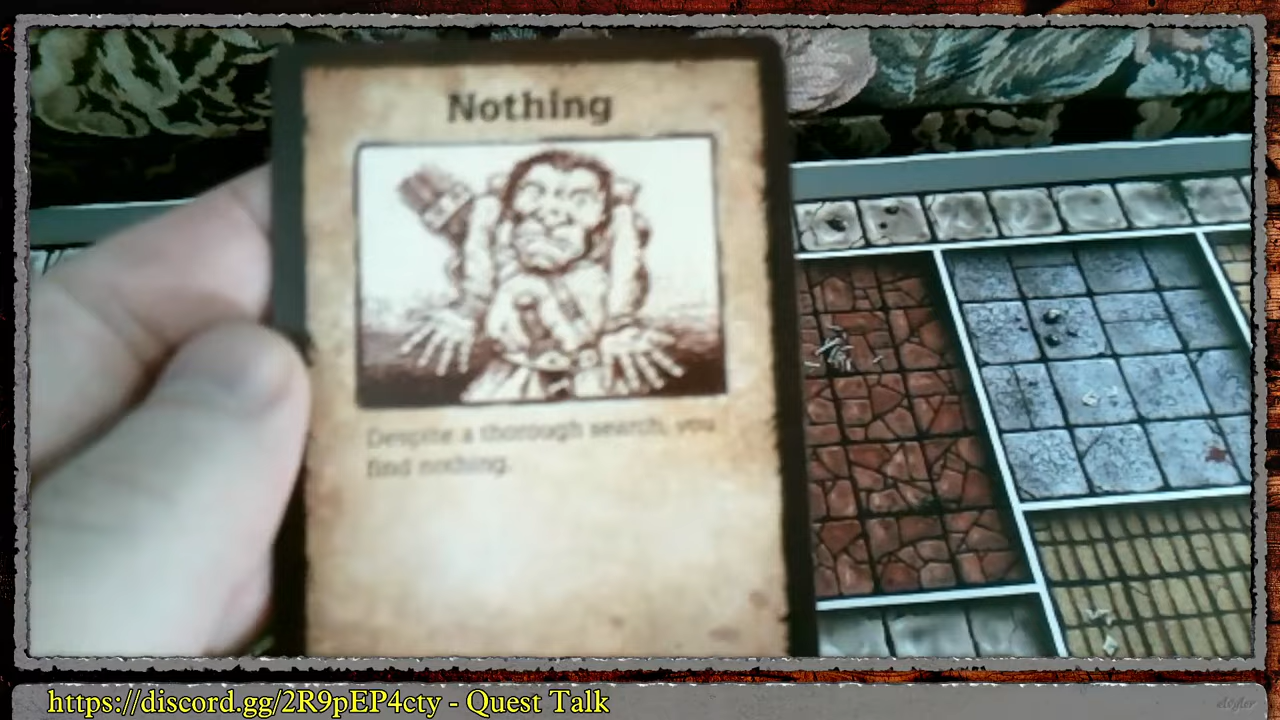 Nothing
Despite a thorough search, you
find nothing.
https://discord.gg/2R9pEP4cty - Quest Talk